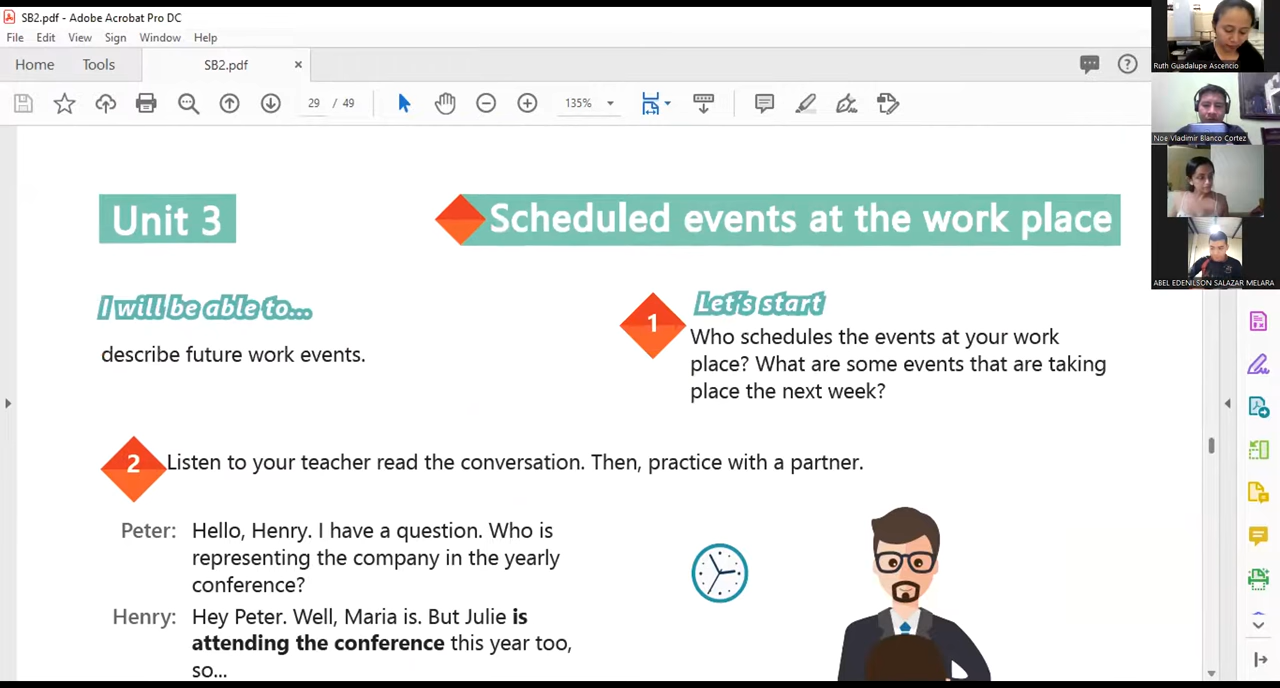 SB2.pdf - Adobe Acrobat Pro DC
File Edit View Sign Window Help
Home Tools SB2.pdf ×
29 / 49 135%
Unit 3
Scheduled events at the work place
I will be able to...
describe future work events.
1
Let's start
Who schedules the events at your work
place? What are some events that are taking
place the next week?
2
Listen to your teacher read the conversation. Then, practice with a partner.
Peter: Hello, Henry. I have a question. Who is
representing the company in the yearly
conference?
Henry: Hey Peter. Well, Maria is. But Julie is
attending the conference this year too,
so...
Ruth Guadalupe Ascencio
Noe Vladimir Blanco Cortez
ABEL EDENILSON SALAZAR MELARA